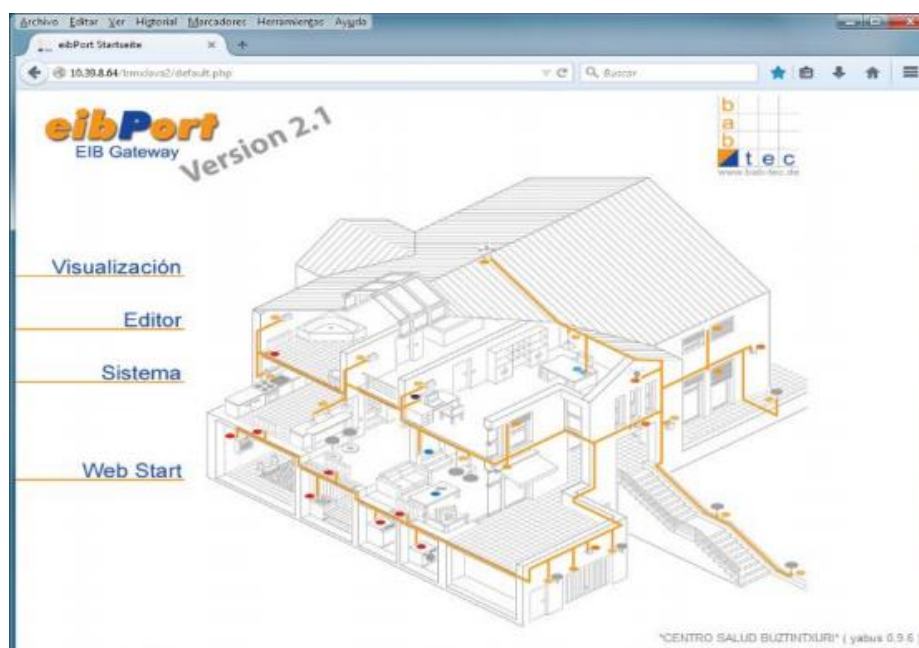 Archivo Editar Ver Historial Marcadores Herramientas Ayuda
eibPort Startseite
10.39.8.64/bmxJava2/default.php
Buscar
eibPort
EIB Gateway
Version 2.1
b
a
b
tec
www.bab-tec.de
Visualización
Editor
Sistema
Web Start
*CENTRO SALUD BUZTINTXURI* ( yabus 0.9.6 )